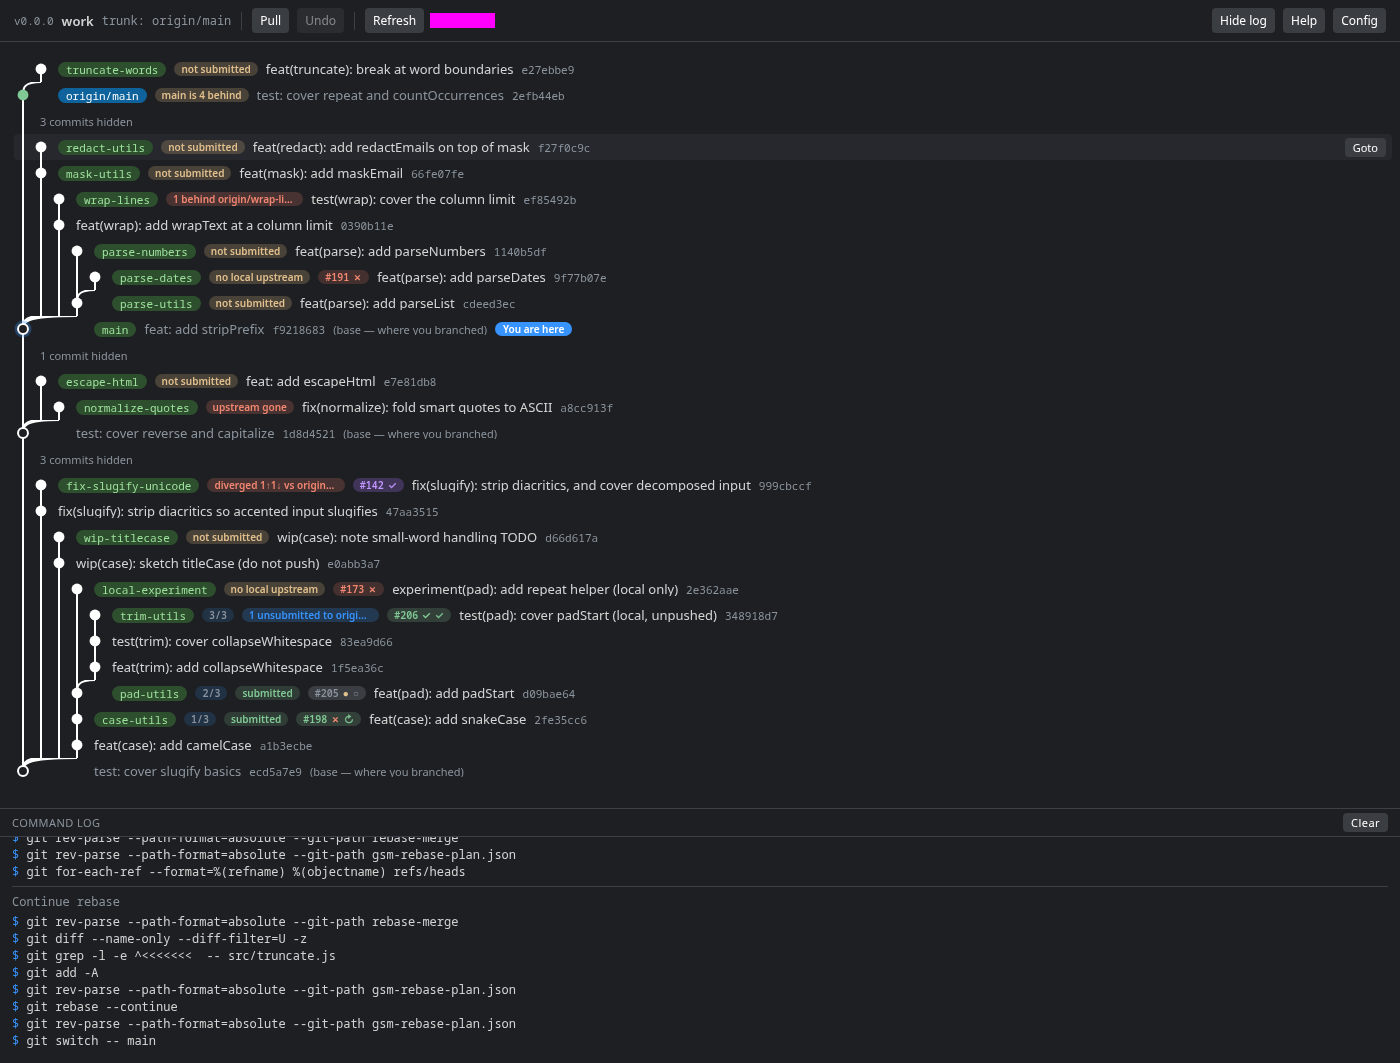 v0.0.0 work trunk: origin/main Pull Undo Refresh Hide log Help Config
truncate-words not submitted feat(truncate): break at word boundaries e27ebbe9
origin/main main is 4 behind test: cover repeat and countOccurrences 2efb44eb
3 commits hidden
redact-utils not submitted feat(redact): add redactEmails on top of mask f27f0c9c Goto
mask-utils not submitted feat(mask): add maskEmail 66fe07fe
wrap-lines 1 behind origin/wrap-li... test(wrap): cover the column limit ef85492b
feat(wrap): add wrapText at a column limit 0390b11e
parse-numbers not submitted feat(parse): add parseNumbers 1140b5df
parse-dates no local upstream #191 × feat(parse): add parseDates 9f77b07e
parse-utils not submitted feat(parse): add parseList cdeed3ec
main feat: add stripPrefix f9218683 (base — where you branched) You are here
1 commit hidden
escape-html not submitted feat: add escapeHtml e7e81db8
normalize-quotes upstream gone fix(normalize): fold smart quotes to ASCII a8cc913f
test: cover reverse and capitalize 1d8d4521 (base — where you branched)
3 commits hidden
fix-slugify-unicode diverged 1↑1↓ vs origin... #142 ✓ fix(slugify): strip diacritics, and cover decomposed input 999cbccf
fix(slugify): strip diacritics so accented input slugifies 47aa3515
wip-titlecase not submitted wip(case): note small-word handling TODO d66d617a
wip(case): sketch titleCase (do not push) e0abb3a7
local-experiment no local upstream #173 × experiment(pad): add repeat helper (local only) 2e362aae
trim-utils 3/3 1 unsubmitted to origi... #206 ✓ ✓ test(pad): cover padStart (local, unpushed) 348918d7
test(trim): cover collapseWhitespace 83ea9d66
feat(trim): add collapseWhitespace 1f5ea36c
pad-utils 2/3 submitted #205 ● ○ feat(pad): add padStart d09bae64
case-utils 1/3 submitted #198 × ↻ feat(case): add snakeCase 2fe35cc6
feat(case): add camelCase a1b3ecbe
test: cover slugify basics ecd5a7e9 (base — where you branched)
COMMAND LOG Clear
$ git rev-parse --path-format=absolute --git-path rebase-merge
$ git rev-parse --path-format=absolute --git-path gsm-rebase-plan.json
$ git for-each-ref --format=%(refname) %(objectname) refs/heads
Continue rebase
$ git rev-parse --path-format=absolute --git-path rebase-merge
$ git diff --name-only --diff-filter=U -z
$ git grep -l -e ^<<<<<<< -- src/truncate.js
$ git add -A
$ git rev-parse --path-format=absolute --git-path gsm-rebase-plan.json
$ git rebase --continue
$ git rev-parse --path-format=absolute --git-path gsm-rebase-plan.json
$ git switch -- main